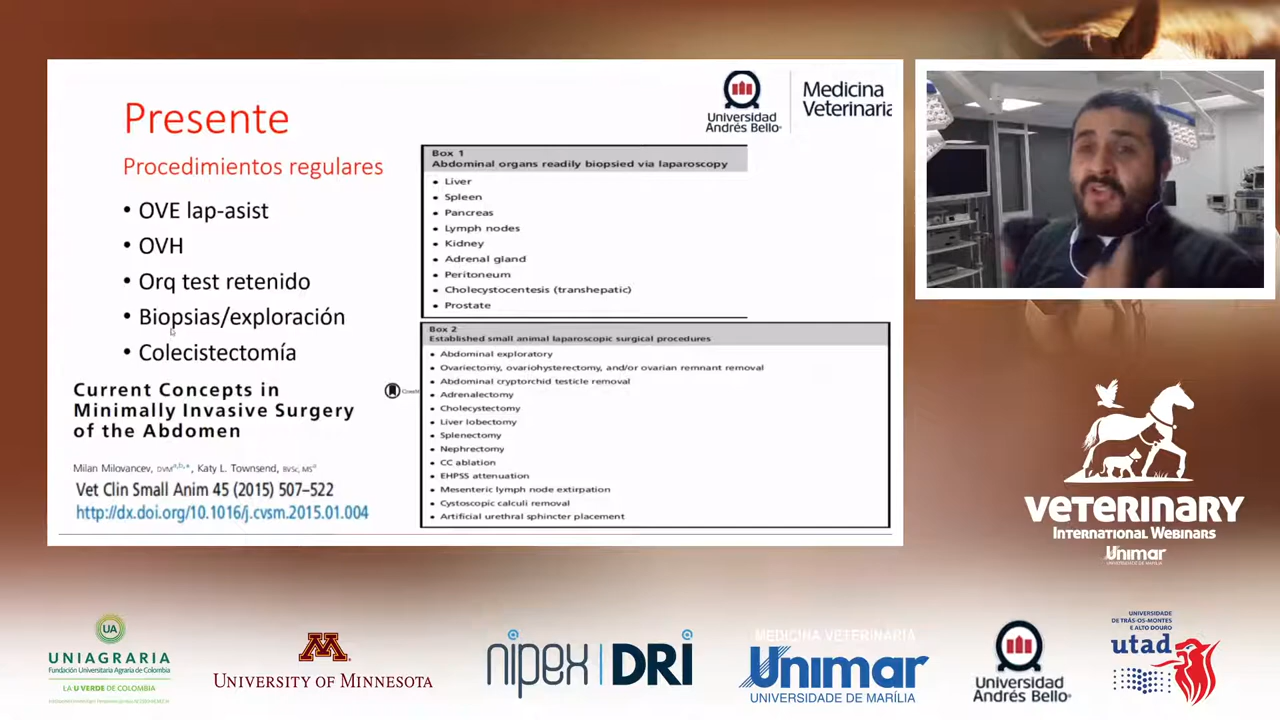 Presente
Procedimientos regulares
• OVE lap-asist
• OVH
• Orq test retenido
• Biopsias/exploración
• Colecistectomía
Current Concepts in
Minimally Invasive Surgery
of the Abdomen
Milan Milovancev, DVM a,b,*, Katy L. Townsend, BVSc, MS a
Vet Clin Small Anim 45 (2015) 507–522
http://dx.doi.org/10.1016/j.cvsm.2015.01.004
Universidad
Andrés Bello
Medicina
Veterinaria
Box 1
Abdominal organs readily biopsied via laparoscopy
• Liver
• Spleen
• Pancreas
• Lymph nodes
• Kidney
• Adrenal gland
• Peritoneum
• Cholecystocentesis (transhepatic)
• Prostate
Box 2
Established small animal laparoscopic surgical procedures
• Abdominal exploratory
• Ovariectomy, ovariohysterectomy, and/or ovarian remnant removal
• Abdominal cryptorchid testicle removal
• Adrenalectomy
• Cholecystectomy
• Liver lobectomy
• Splenectomy
• Nephrectomy
• CC ablation
• EHPSS attenuation
• Mesenteric lymph node extirpation
• Cystoscopic calculi removal
• Artificial urethral sphincter placement
VETERINARY
INTERNATIONAL WEBINARS
Unimar
UNIVERSIDADE DE MARÍLIA
UA
UNIAGRARIA
Fundación Universitaria Agraria de Colombia
LA U VERDE DE COLOMBIA
M
UNIVERSITY OF MINNESOTA
nipex DRI
MEDICINA VETERINÁRIA
Unimar
UNIVERSIDADE DE MARÍLIA
Universidad
Andrés Bello
UNIVERSIDADE
DE TRÁS-OS-MONTES
E ALTO DOURO
utad